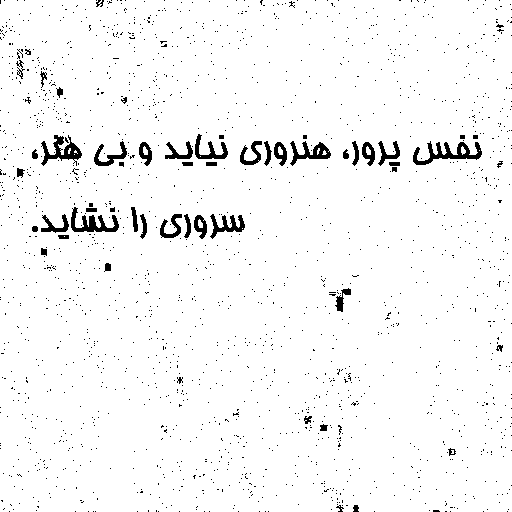 نفس پرور، هنروری نیاید و بی هنر،
سروری را نشاید.